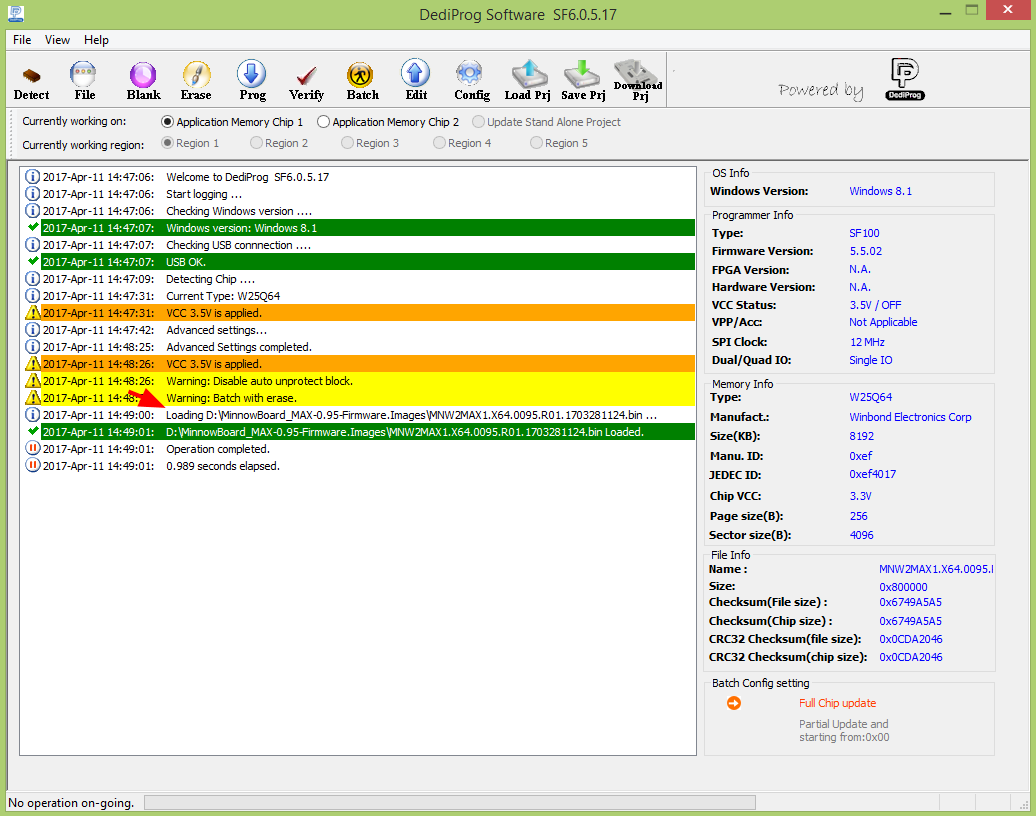 DediProg Software  SF6.0.5.17
File View Help
Detect File Blank Erase Prog Verify Batch Edit Config Load Prj Save Prj Download Prj
Powered by DediProg
Currently working on: Application Memory Chip 1 Application Memory Chip 2 Update Stand Alone Project
Currently working region: Region 1 Region 2 Region 3 Region 4 Region 5
2017-Apr-11 14:47:06: Welcome to DediProg  SF6.0.5.17
2017-Apr-11 14:47:06: Start logging ...
2017-Apr-11 14:47:06: Checking Windows version ....
2017-Apr-11 14:47:07: Windows version: Windows 8.1
2017-Apr-11 14:47:07: Checking USB connnection ....
2017-Apr-11 14:47:07: USB OK.
2017-Apr-11 14:47:09: Detecting Chip ....
2017-Apr-11 14:47:31: Current Type: W25Q64
2017-Apr-11 14:47:31: VCC 3.5V is applied.
2017-Apr-11 14:47:42: Advanced settings...
2017-Apr-11 14:48:25: Advanced Settings completed.
2017-Apr-11 14:48:26: VCC 3.5V is applied.
2017-Apr-11 14:48:26: Warning: Disable auto unprotect block.
2017-Apr-11 14:48: Warning: Batch with erase.
2017-Apr-11 14:49:00: Loading D:\MinnowBoard_MAX-0.95-Firmware.Images\MNW2MAX1.X64.0095.R01.1703281124.bin ...
2017-Apr-11 14:49:01: D:\MinnowBoard_MAX-0.95-Firmware.Images\MNW2MAX1.X64.0095.R01.1703281124.bin Loaded.
2017-Apr-11 14:49:01: Operation completed.
2017-Apr-11 14:49:01: 0.989 seconds elapsed.
OS Info
Windows Version: Windows 8.1
Programmer Info
Type: SF100
Firmware Version: 5.5.02
FPGA Version: N.A.
Hardware Version: N.A.
VCC Status: 3.5V / OFF
VPP/Acc: Not Applicable
SPI Clock: 12 MHz
Dual/Quad IO: Single IO
Memory Info
Type: W25Q64
Manufact.: Winbond Electronics Corp
Size(KB): 8192
Manu. ID: 0xef
JEDEC ID: 0xef4017
Chip VCC: 3.3V
Page size(B): 256
Sector size(B): 4096
File Info
Name : MNW2MAX1.X64.0095.
Size: 0x800000
Checksum(File size) : 0x6749A5A5
Checksum(Chip size) : 0x6749A5A5
CRC32 Checksum(file size): 0x0CDA2046
CRC32 Checksum(chip size): 0x0CDA2046
Batch Config setting
Full Chip update
Partial Update and
starting from:0x00
No operation on-going.